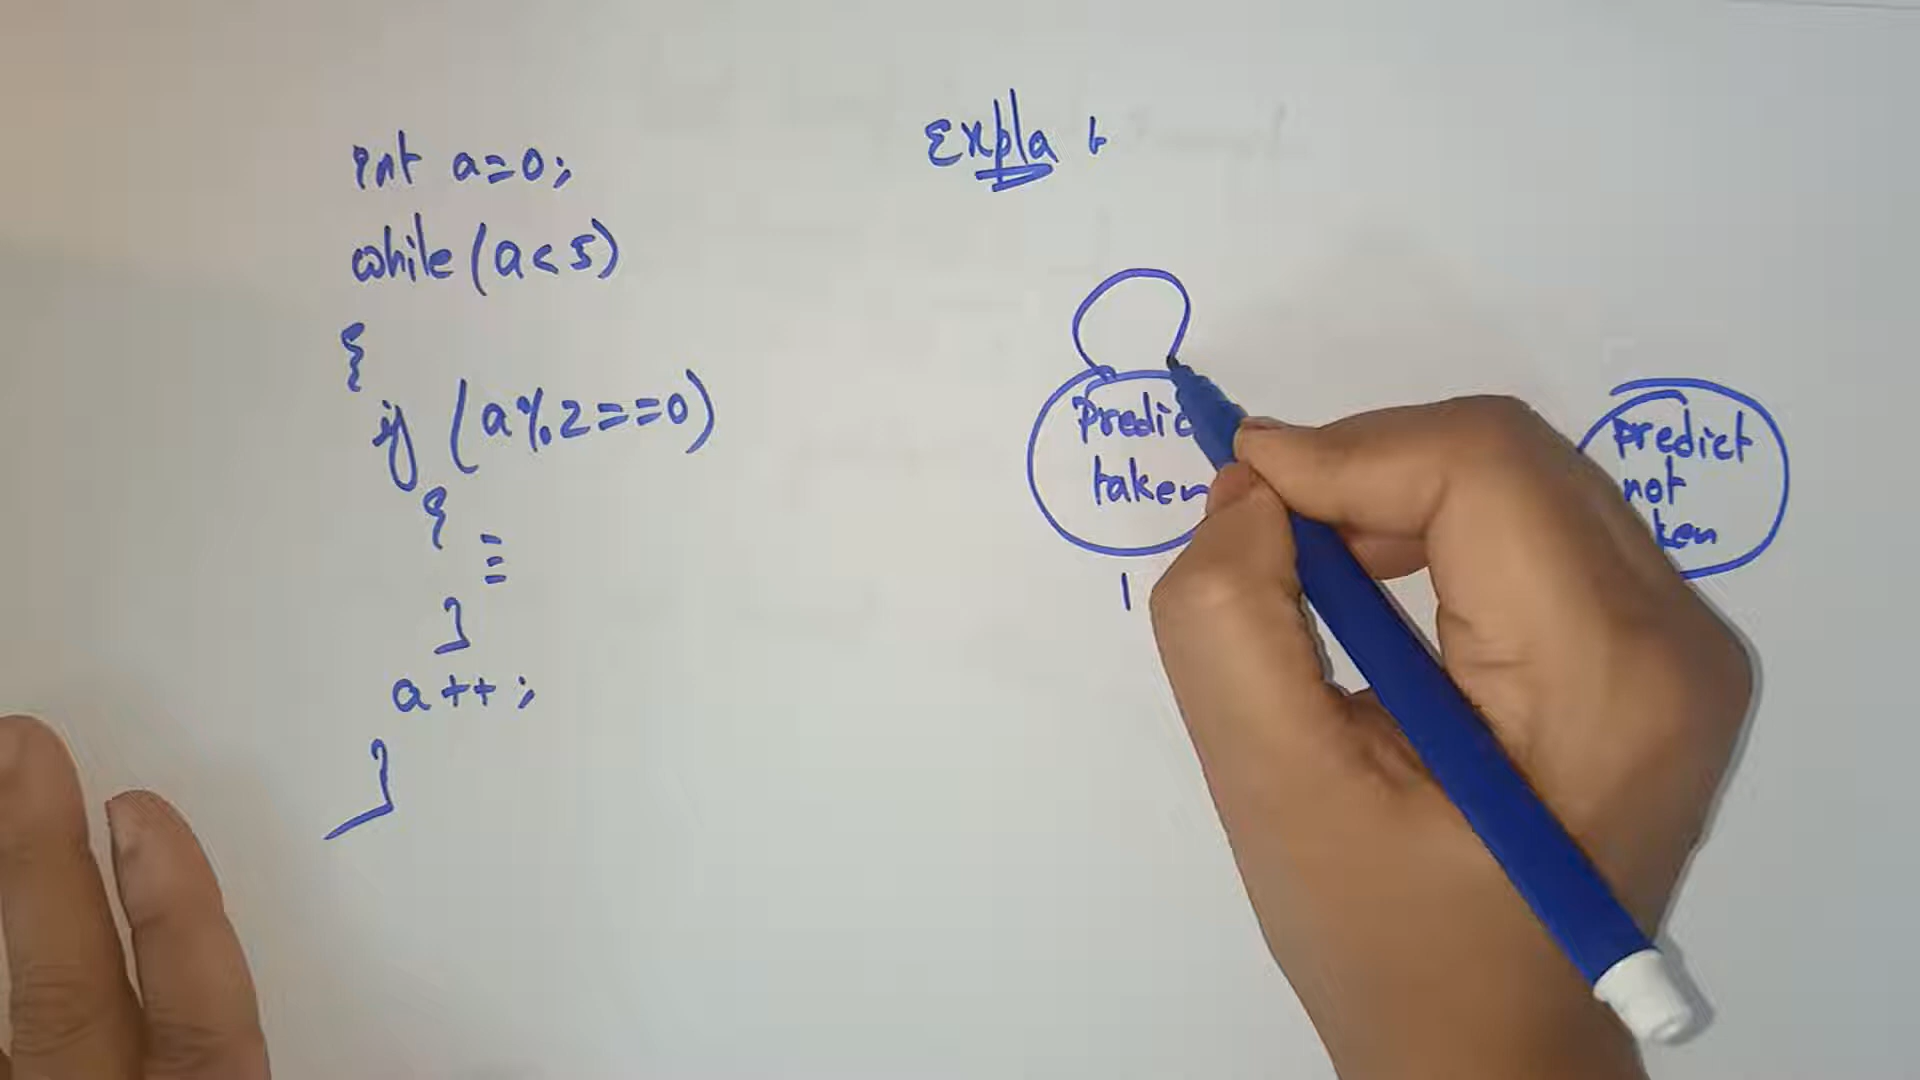 int a=0;
while (a<5)
{
if (a%2==0)
{
}
a++;
}
Expla
predic
taken
1
predict
not
ken